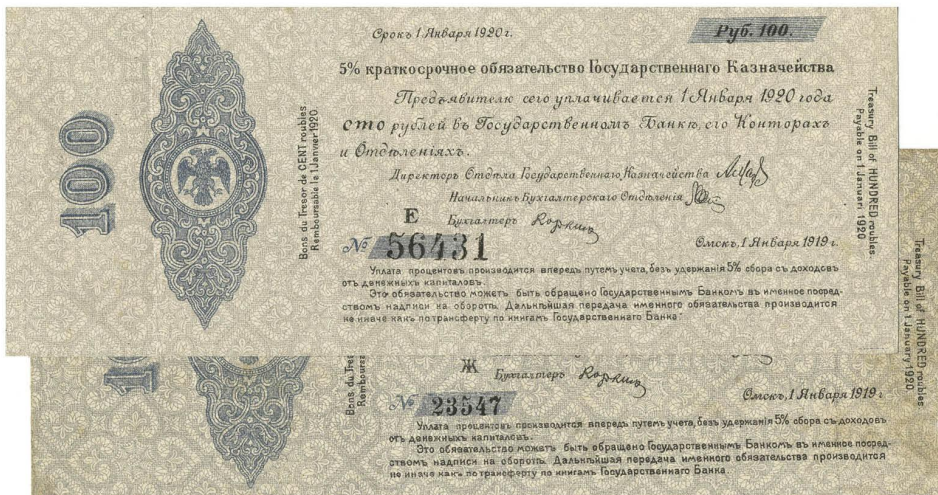 Срокъ 1 Января 1920 г.
Руб. 100.
5% краткосрочное обязательство Государственнаго Казначейства
Предъявителю сего уплачивается 1 Января 1920 года
сто рублей въ Государственномъ Банкѣ, его Конторахъ
и Отдѣленіяхъ.
Директоръ Отдѣла Государственнаго Казначейства
Начальникъ Бухгалтерскаго Отдѣленія
Е
Бухгалтеръ
№ 56431
Омскъ, 1 Января 1919 г.
Уплата процентовъ производится впередъ путемъ учета, безъ удержанія 5% сбора съ доходовъ
отъ денежныхъ капиталовъ.
Это обязательство можетъ быть обращено Государственнымъ Банкомъ въ именное посред-
ствомъ надписи на оборотѣ. Дальнѣйшая передача именного обязательства производится
не иначе какъ по трансферту по книгамъ Государственнаго Банка.
100
Bons du Tresor de CENT roubles
Remboursable le 1 Janvier 1920
Treasury Bill of HUNDRED roubles
Payable on 1 Januari 1920
Ж
Бухгалтеръ
№ 23547
Омскъ, 1 Января 1919 г.
Уплата процентовъ производится впередъ путемъ учета, безъ удержанія 5% сбора съ доходовъ
отъ денежныхъ капиталовъ.
Это обязательство можетъ быть обращено Государственнымъ Банкомъ въ именное посред-
ствомъ надписи на оборотѣ. Дальнѣйшая передача именного обязательства производится
не иначе какъ по трансферту по книгамъ Государственнаго Банка
10
Bons du Tres
Remboursa
Treasury Bill of HUNDRED roubles
Payable on 1 January 1920